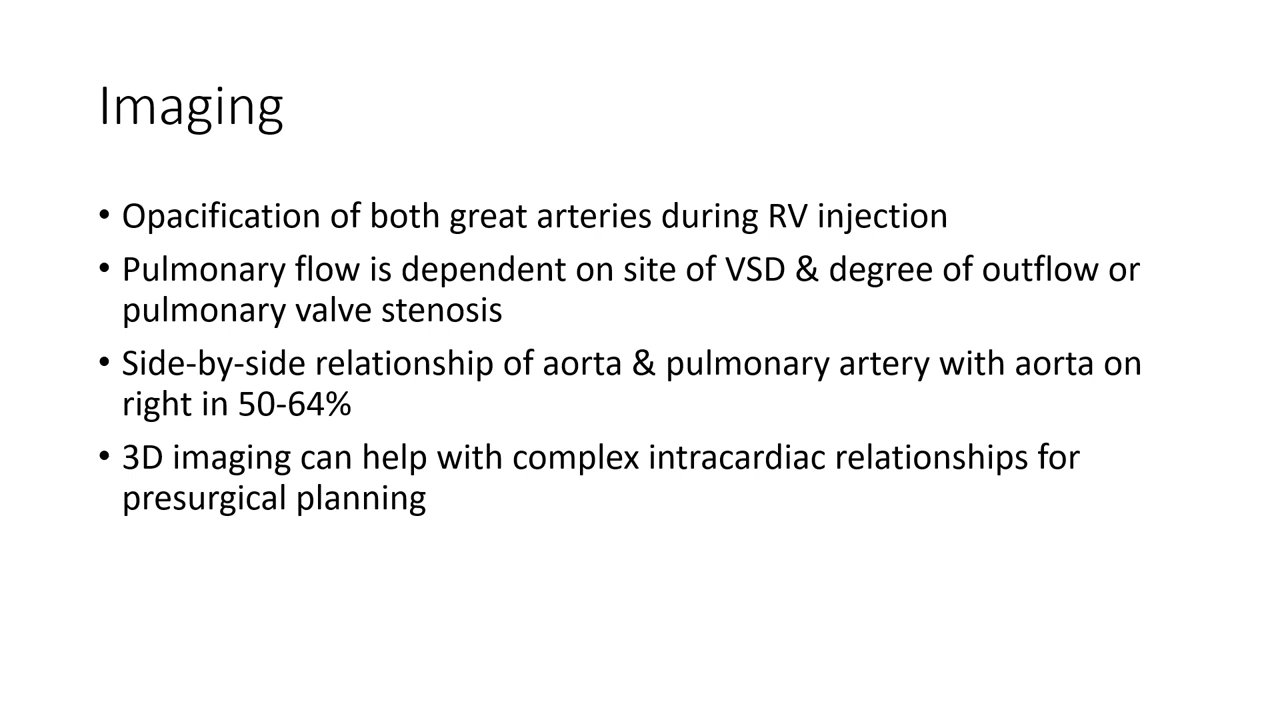 Imaging
• Opacification of both great arteries during RV injection
• Pulmonary flow is dependent on site of VSD & degree of outflow or
pulmonary valve stenosis
• Side-by-side relationship of aorta & pulmonary artery with aorta on
right in 50-64%
• 3D imaging can help with complex intracardiac relationships for
presurgical planning